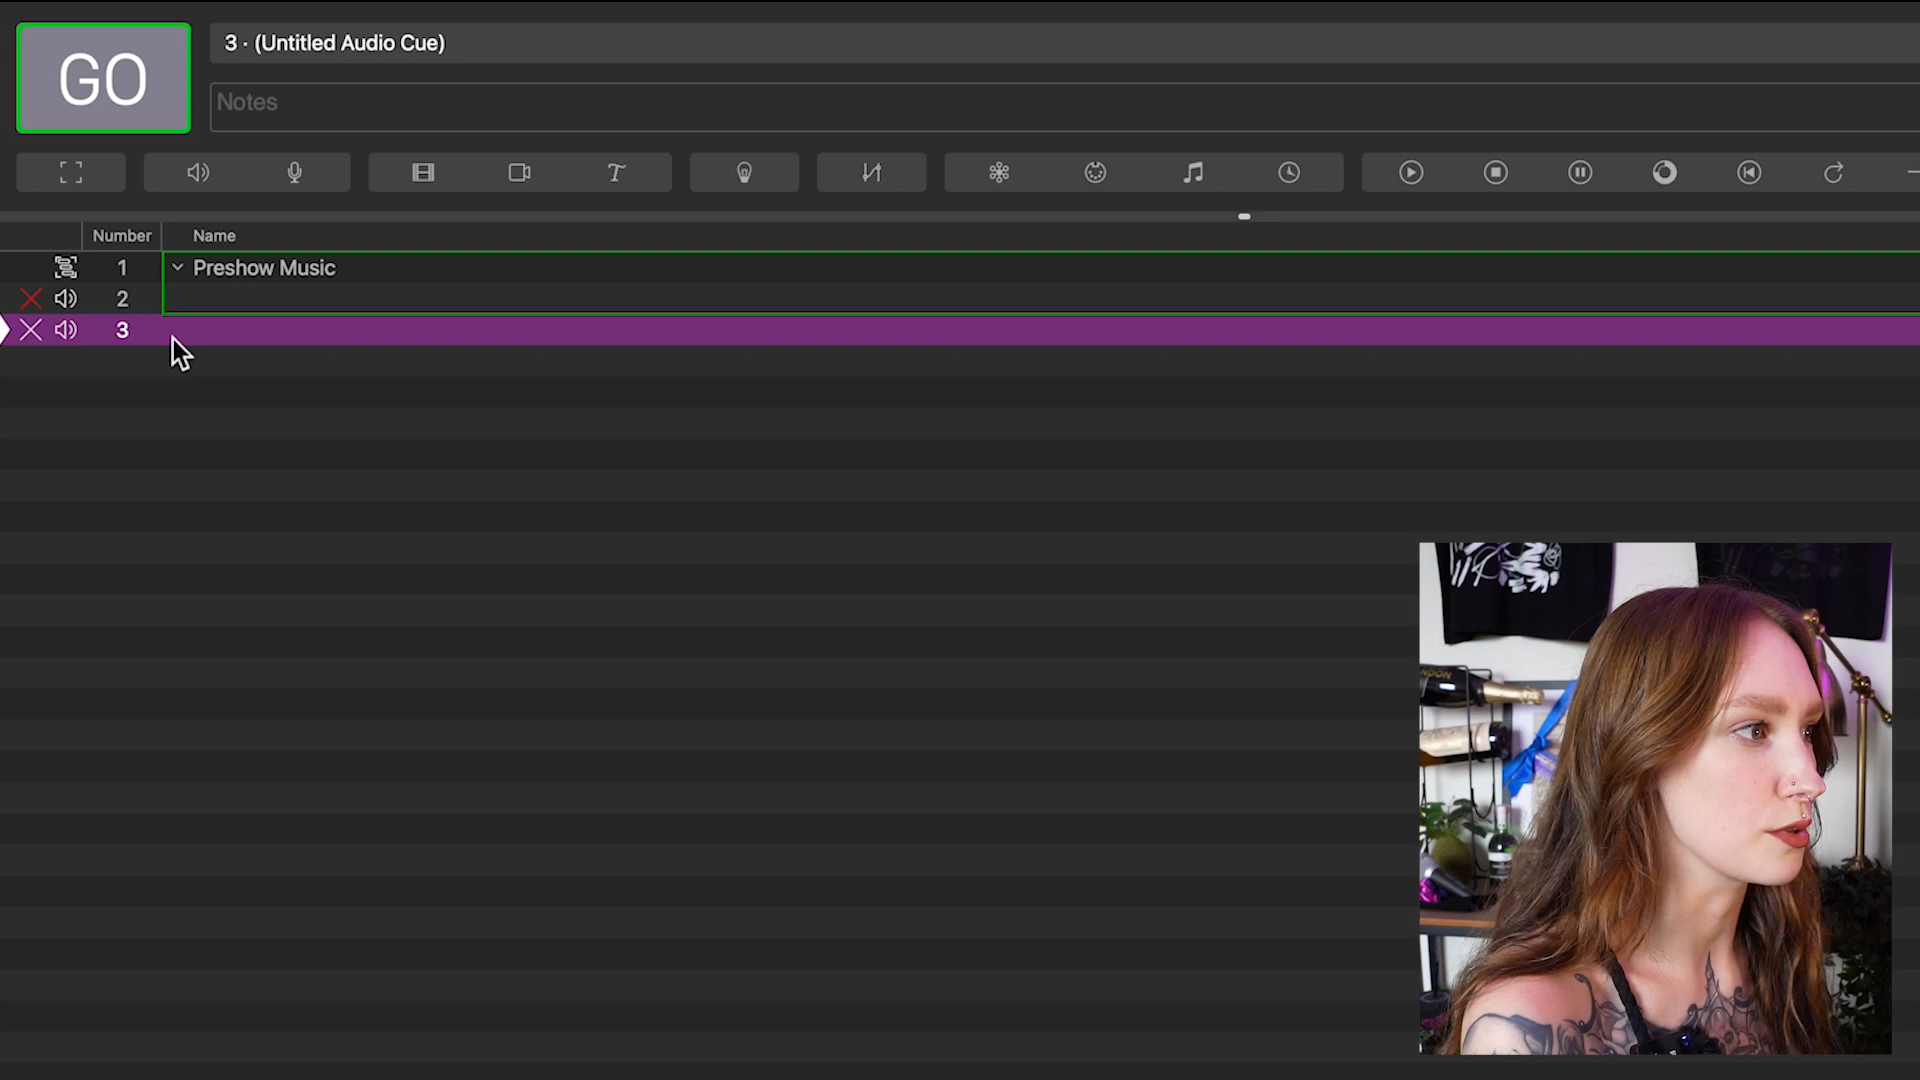 GO
3 · (Untitled Audio Cue)
Notes
Number Name
1 Preshow Music
2
3